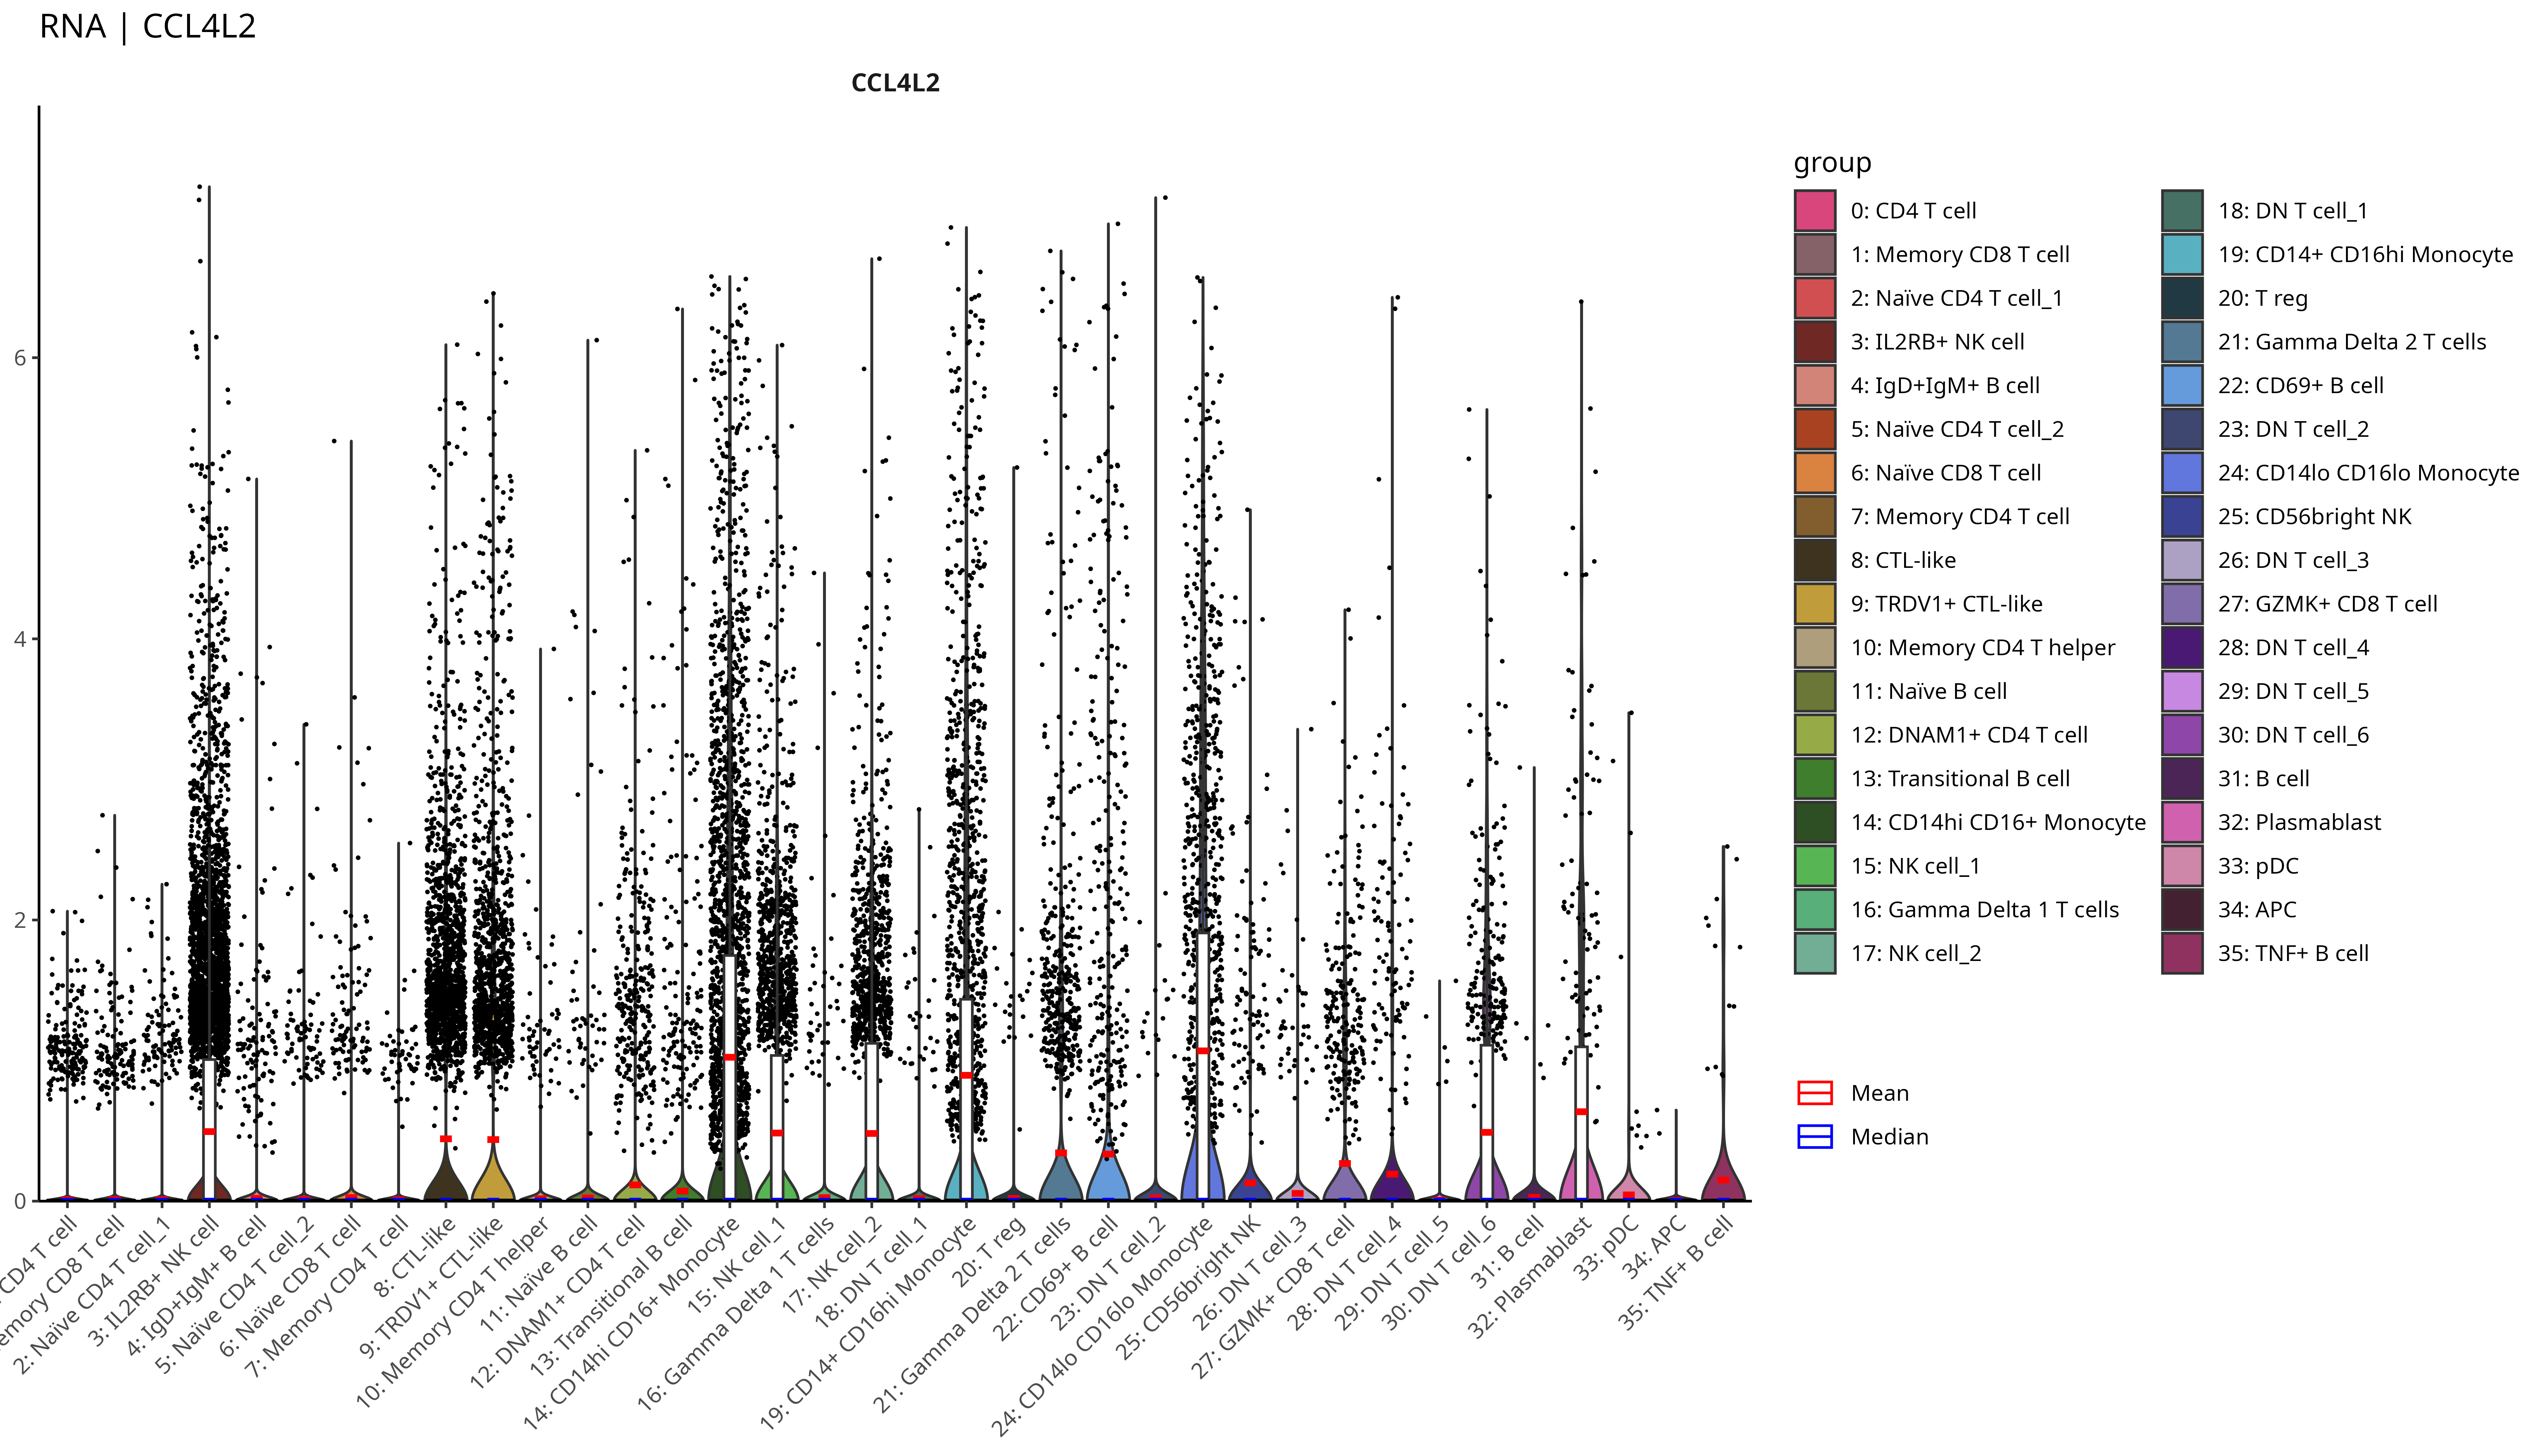 RNA | CCL4L2
CCL4L2
6
4
2
0
CD4 T cell
Memory CD8 T cell
2: Naïve CD4 T cell_1
3: IL2RB+ NK cell
4: IgD+IgM+ B cell
5: Naïve CD4 T cell_2
6: Naïve CD8 T cell
7: Memory CD4 T cell
8: CTL-like
9: TRDV1+ CTL-like
10: Memory CD4 T helper
11: Naïve B cell
12: DNAM1+ CD4 T cell
13: Transitional B cell
14: CD14hi CD16+ Monocyte
15: NK cell_1
16: Gamma Delta 1 T cells
17: NK cell_2
18: DN T cell_1
19: CD14+ CD16hi Monocyte
20: T reg
21: Gamma Delta 2 T cells
22: CD69+ B cell
23: DN T cell_2
24: CD14lo CD16lo Monocyte
25: CD56bright NK
26: DN T cell_3
27: GZMK+ CD8 T cell
28: DN T cell_4
29: DN T cell_5
30: DN T cell_6
31: B cell
32: Plasmablast
33: pDC
34: APC
35: TNF+ B cell
group
0: CD4 T cell
1: Memory CD8 T cell
2: Naïve CD4 T cell_1
3: IL2RB+ NK cell
4: IgD+IgM+ B cell
5: Naïve CD4 T cell_2
6: Naïve CD8 T cell
7: Memory CD4 T cell
8: CTL-like
9: TRDV1+ CTL-like
10: Memory CD4 T helper
11: Naïve B cell
12: DNAM1+ CD4 T cell
13: Transitional B cell
14: CD14hi CD16+ Monocyte
15: NK cell_1
16: Gamma Delta 1 T cells
17: NK cell_2
18: DN T cell_1
19: CD14+ CD16hi Monocyte
20: T reg
21: Gamma Delta 2 T cells
22: CD69+ B cell
23: DN T cell_2
24: CD14lo CD16lo Monocyte
25: CD56bright NK
26: DN T cell_3
27: GZMK+ CD8 T cell
28: DN T cell_4
29: DN T cell_5
30: DN T cell_6
31: B cell
32: Plasmablast
33: pDC
34: APC
35: TNF+ B cell
Mean
Median